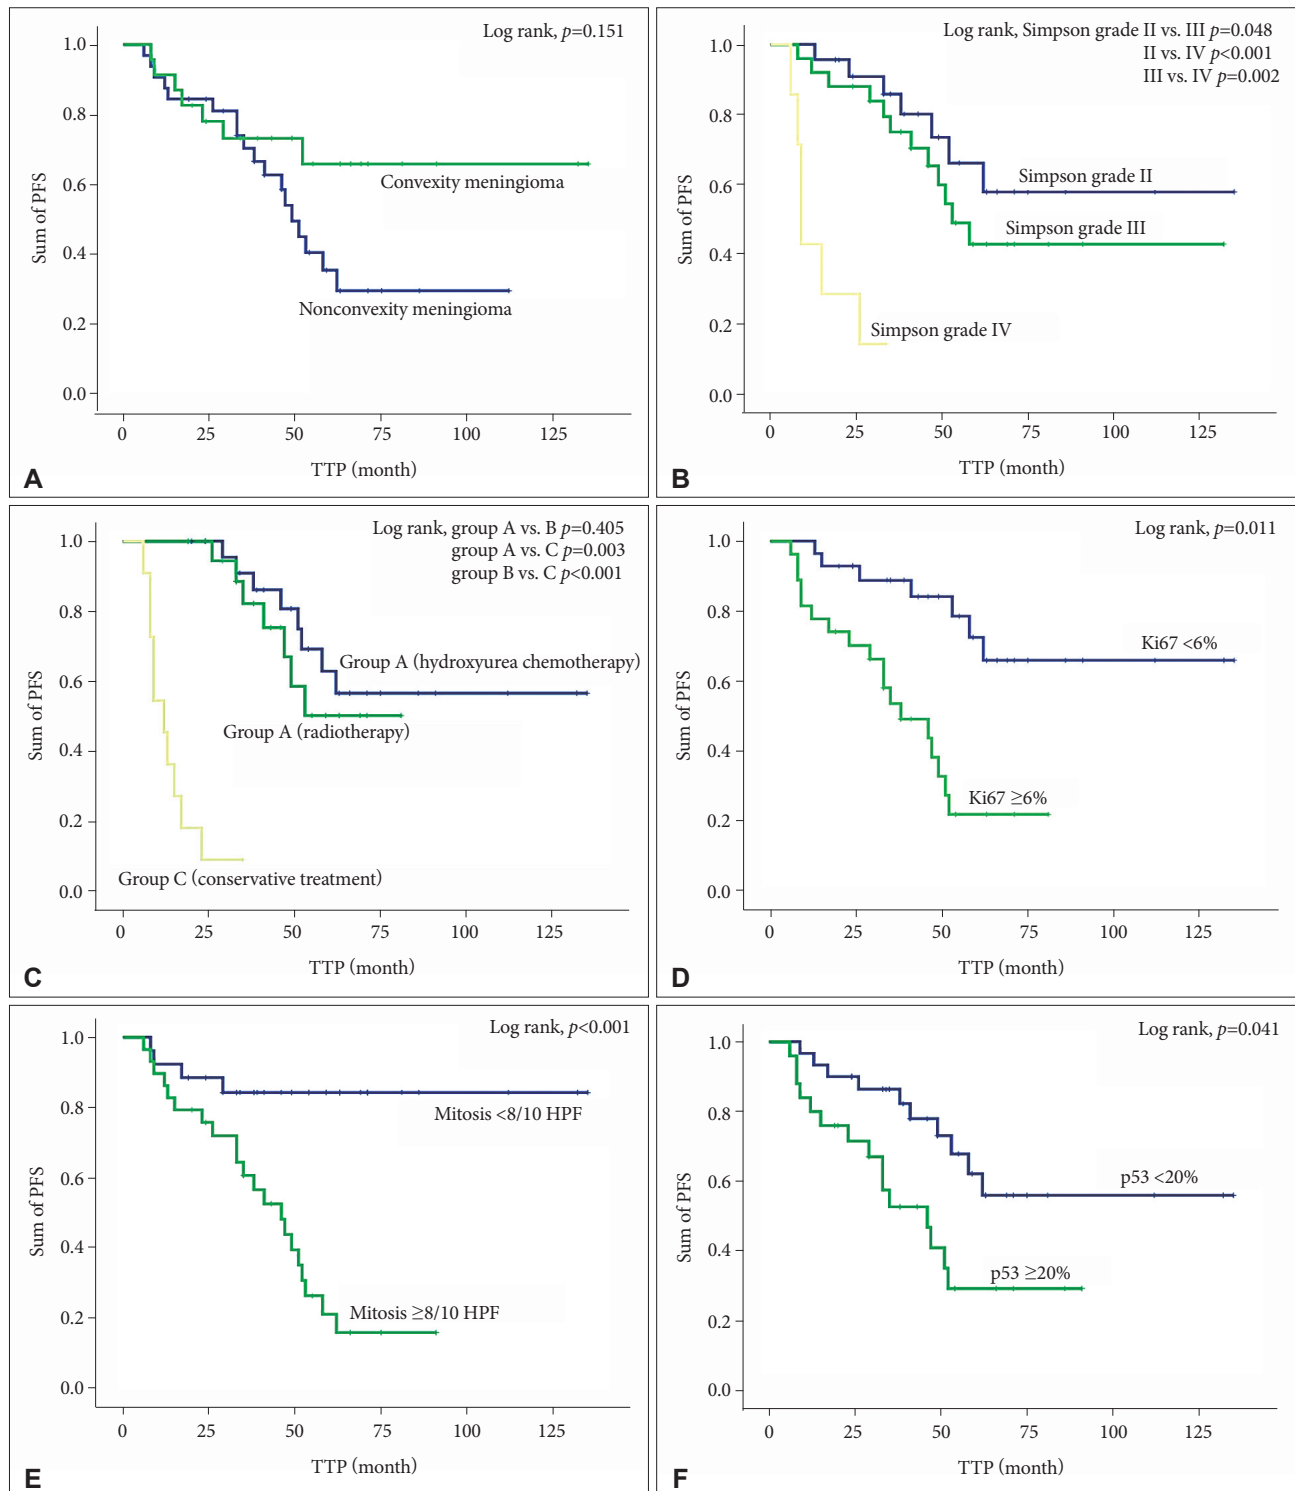 Log rank, p=0.151
1.0
0.8
0.6
0.4
0.2
0.0
Sum of PFS
Convexity meningioma
Nonconvexity meningioma
0 25 50 75 100 125
TTP (month)
A
Log rank, Simpson grade II vs. III p=0.048
II vs. IV p<0.001
III vs. IV p=0.002
1.0
0.8
0.6
0.4
0.2
0.0
Sum of PFS
Simpson grade II
Simpson grade III
Simpson grade IV
0 25 50 75 100 125
TTP (month)
B
Log rank, group A vs. B p=0.405
group A vs. C p=0.003
group B vs. C p<0.001
1.0
0.8
0.6
0.4
0.2
0.0
Sum of PFS
Group A (hydroxyurea chemotherapy)
Group A (radiotherapy)
Group C (conservative treatment)
0 25 50 75 100 125
TTP (month)
C
Log rank, p=0.011
1.0
0.8
0.6
0.4
0.2
0.0
Sum of PFS
Ki67 <6%
Ki67 ≥6%
0 25 50 75 100 125
TTP (month)
D
Log rank, p<0.001
1.0
0.8
0.6
0.4
0.2
0.0
Sum of PFS
Mitosis <8/10 HPF
Mitosis ≥8/10 HPF
0 25 50 75 100 125
TTP (month)
E
Log rank, p=0.041
1.0
0.8
0.6
0.4
0.2
0.0
Sum of PFS
p53 <20%
p53 ≥20%
0 25 50 75 100 125
TTP (month)
F